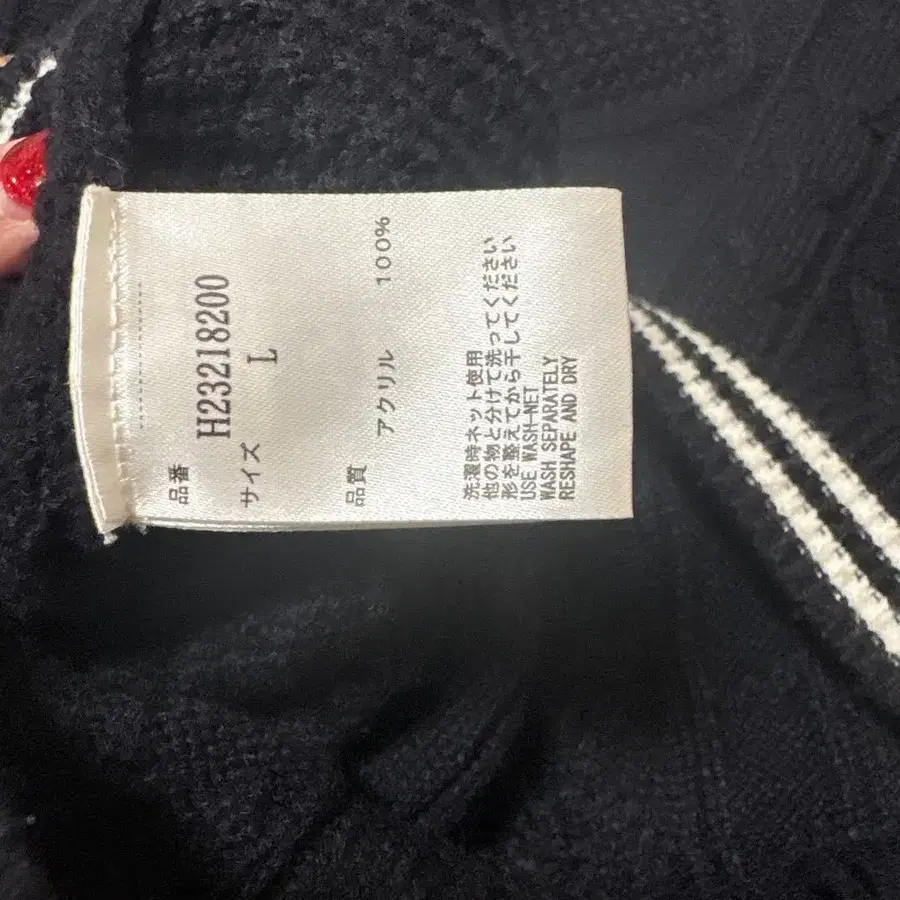 品番
H23218200
サイズ L
品質
アクリル 100%
洗濯時ネット使用
他の物と分けて洗ってください
形を整えてから干してください
USE WASH-NET
WASH SEPARATELY
RESHAPE AND DRY